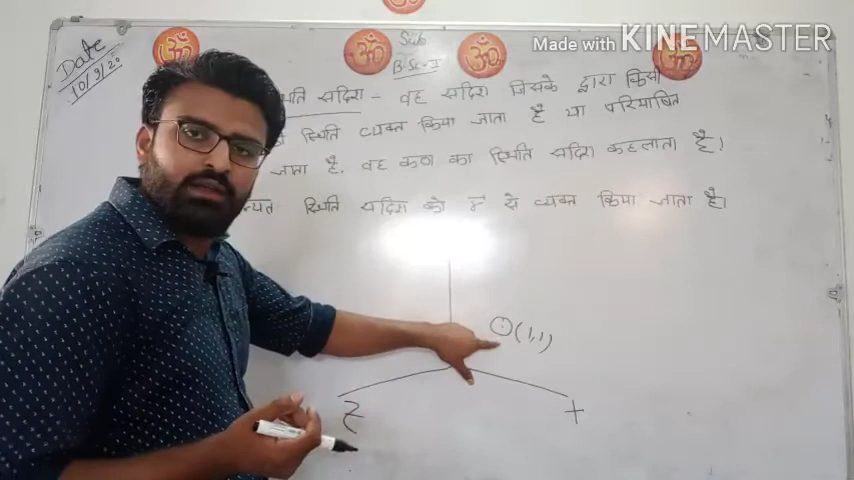 Made with KINEMASTER
Date
10/9/20
Sub
B.Sc-I
स्थिति सदिश - वह सदिश जिसके द्वारा किसी
स्थिति व्यक्त किया जाता है या परिभाषित
जाता है, वह कण का स्थिति सदिश कहलाता है।
स्थिति सदिश को r⃗ से व्यक्त किया जाता है।
(1,1)
Z